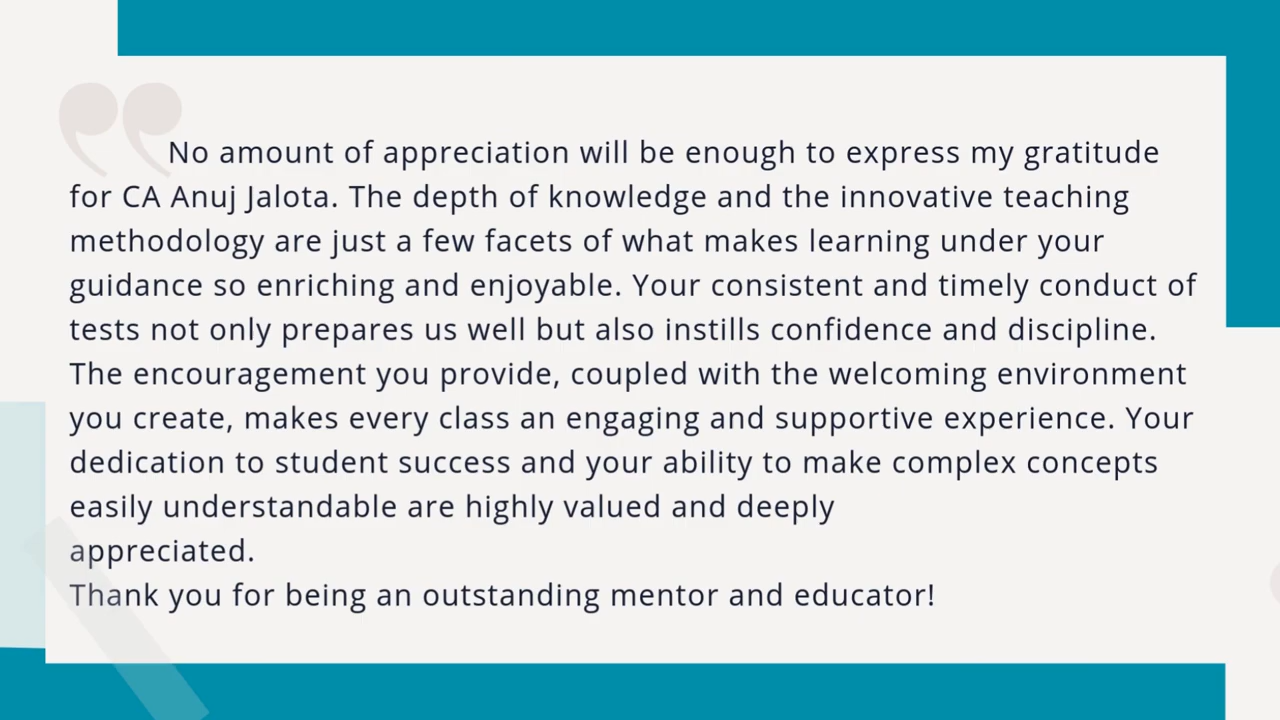 No amount of appreciation will be enough to express my gratitude
for CA Anuj Jalota. The depth of knowledge and the innovative teaching
methodology are just a few facets of what makes learning under your
guidance so enriching and enjoyable. Your consistent and timely conduct of
tests not only prepares us well but also instills confidence and discipline.
The encouragement you provide, coupled with the welcoming environment
you create, makes every class an engaging and supportive experience. Your
dedication to student success and your ability to make complex concepts
easily understandable are highly valued and deeply
appreciated.
Thank you for being an outstanding mentor and educator!